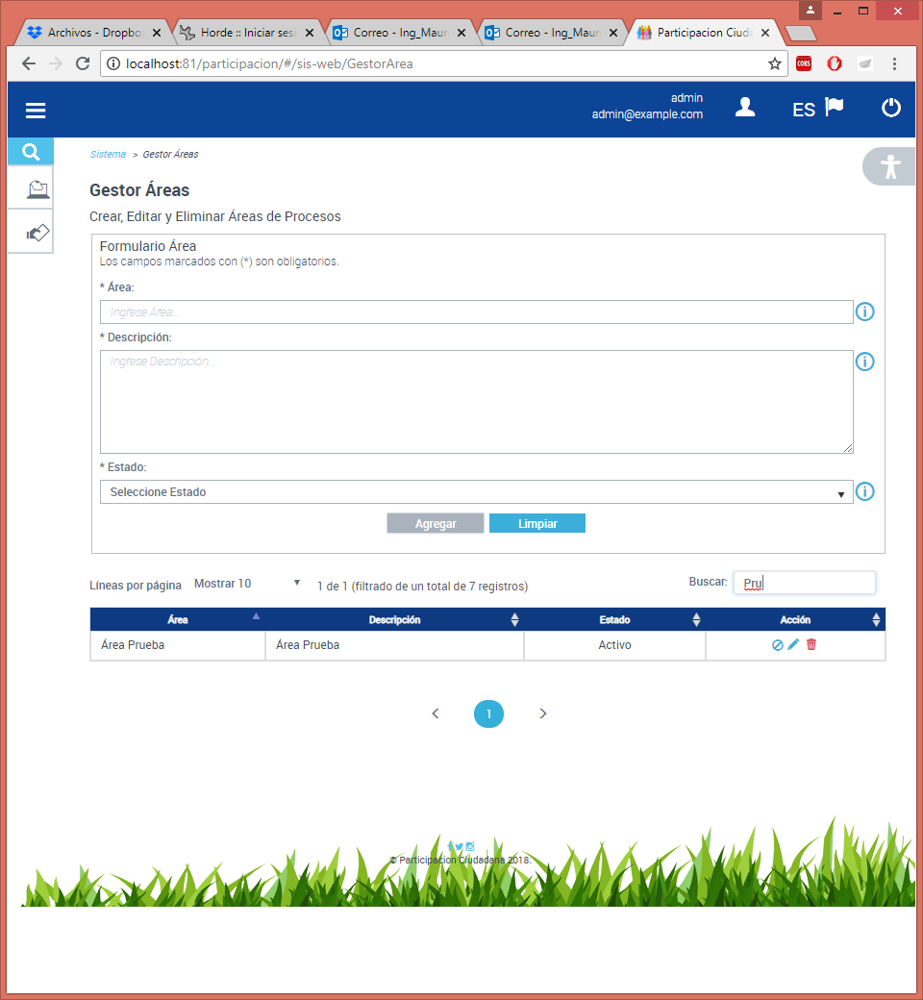 Archivos - Dropbo
Horde :: Iniciar sesi
Correo - Ing_Mauri
Correo - Ing_Mauri
Participacion Ciuda
localhost:81/participacion/#/sis-web/GestorArea
CORS
admin
admin@example.com
ES
Sistema > Gestor Áreas
Gestor Áreas
Crear, Editar y Eliminar Áreas de Procesos
Formulario Área
Los campos marcados con (*) son obligatorios.
* Área:
Ingrese Área...
* Descripción:
Ingrese Descripción...
* Estado:
Seleccione Estado
Agregar Limpiar
Líneas por página Mostrar 10 1 de 1 (filtrado de un total de 7 registros) Buscar: Pru
Área Descripción Estado Acción
Área Prueba Área Prueba Activo
1
© Participacion Ciudadana 2018.